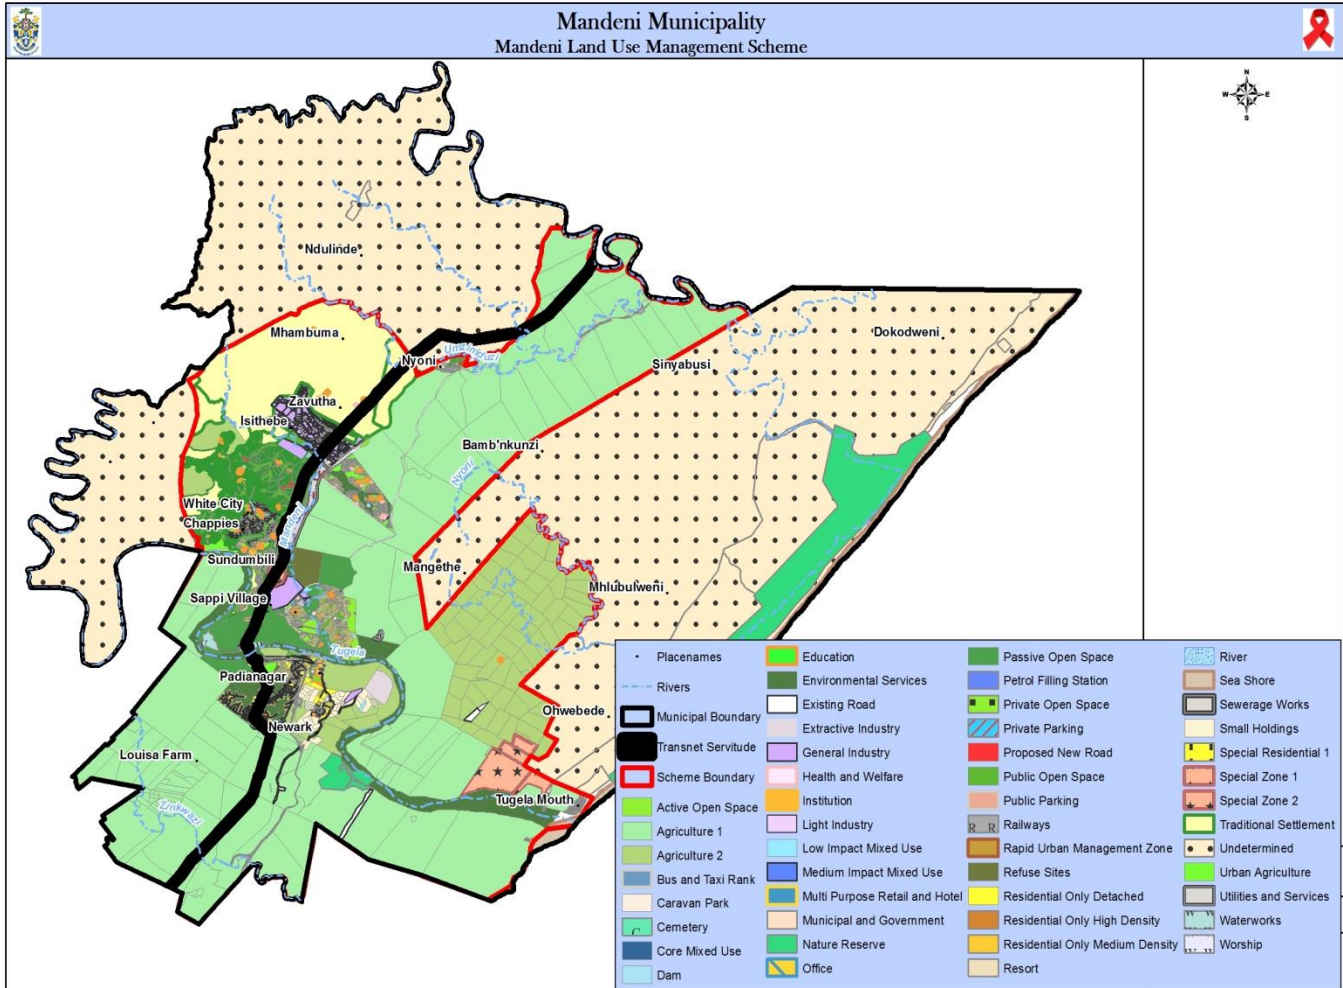 Mandeni Municipality
Mandeni Land Use Management Scheme
N
W E
S
Ndulinde
Dokodweni
Mhambuma
Umlimouzi
Nyoni
Sinyabusi
Zavutha
Isithebe
Bamb'nkunzi
Nyoni
White City
Chappies
Mandeni
Sundumbili
Mangethe
Mhlubulweni
Sappi Village
Tugela
Padianagar
Ohwebede
Newark
Louisa Farm
Tugela Mouth
Zinkwazi
Placenames
Rivers
Municipal Boundary
Transnet Servitude
Scheme Boundary
Active Open Space
Agriculture 1
Agriculture 2
Bus and Taxi Rank
Caravan Park
C Cemetery
Core Mixed Use
Dam
Education
Environmental Services
Existing Road
Extractive Industry
General Industry
Health and Welfare
Institution
Light Industry
Low Impact Mixed Use
Medium Impact Mixed Use
Multi Purpose Retail and Hotel
Municipal and Government
Nature Reserve
Office
Passive Open Space
Petrol Filling Station
Private Open Space
Private Parking
Proposed New Road
Public Open Space
Public Parking
R R Railways
Rapid Urban Management Zone
Refuse Sites
Residential Only Detached
Residential Only High Density
Residential Only Medium Density
Resort
River
Sea Shore
Sewerage Works
Small Holdings
Special Residential 1
Special Zone 1
Special Zone 2
Traditional Settlement
Undetermined
Urban Agriculture
Utilities and Services
Waterworks
Worship